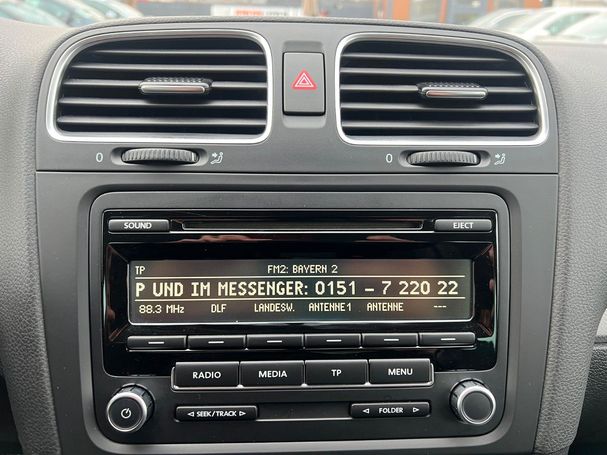 0
0
SOUND
EJECT
TP FM2: BAYERN 2
P UND IM MESSENGER: 0151 – 7 220 22
88.3 MHz DLF LANDESW. ANTENNE1 ANTENNE ---
RADIO MEDIA TP MENU
SEEK/TRACK
FOLDER